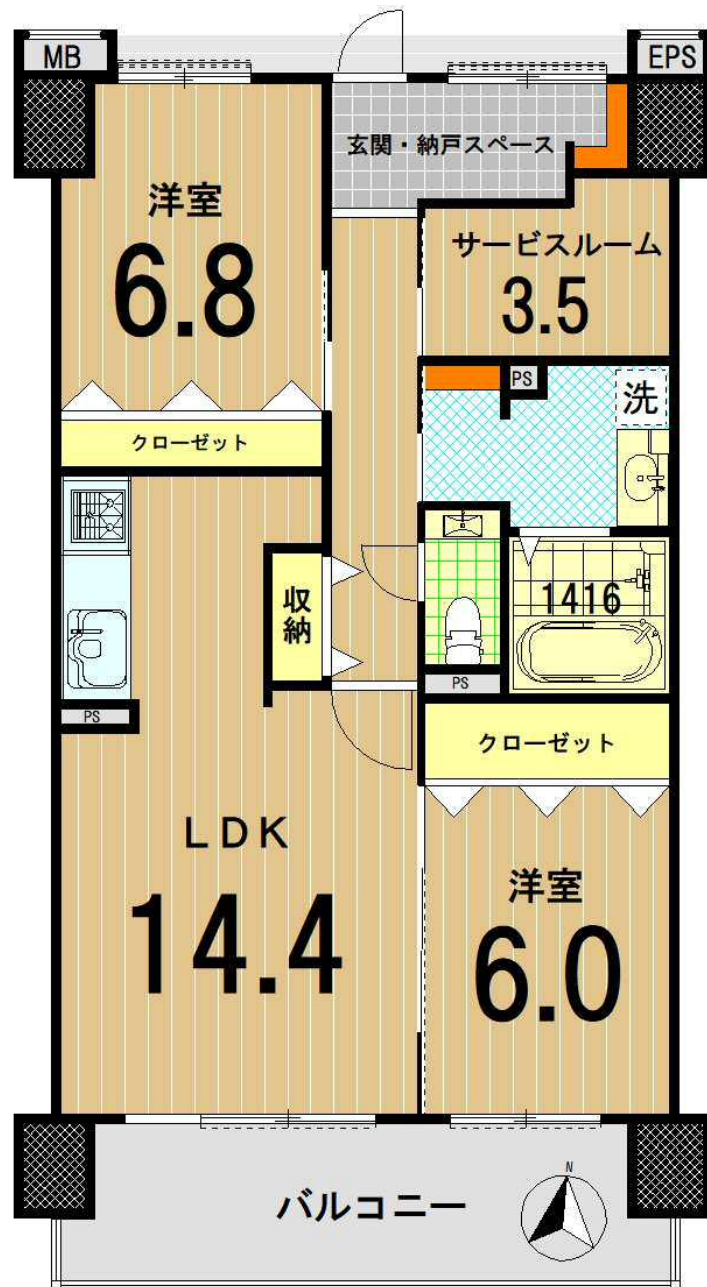 MB
EPS
玄関・納戸スペース
洋室
6.8
サービスルーム
3.5
PS
洗
クローゼット
収納
1416
PS
PS
クローゼット
LDK
14.4
洋室
6.0
バルコニー
N